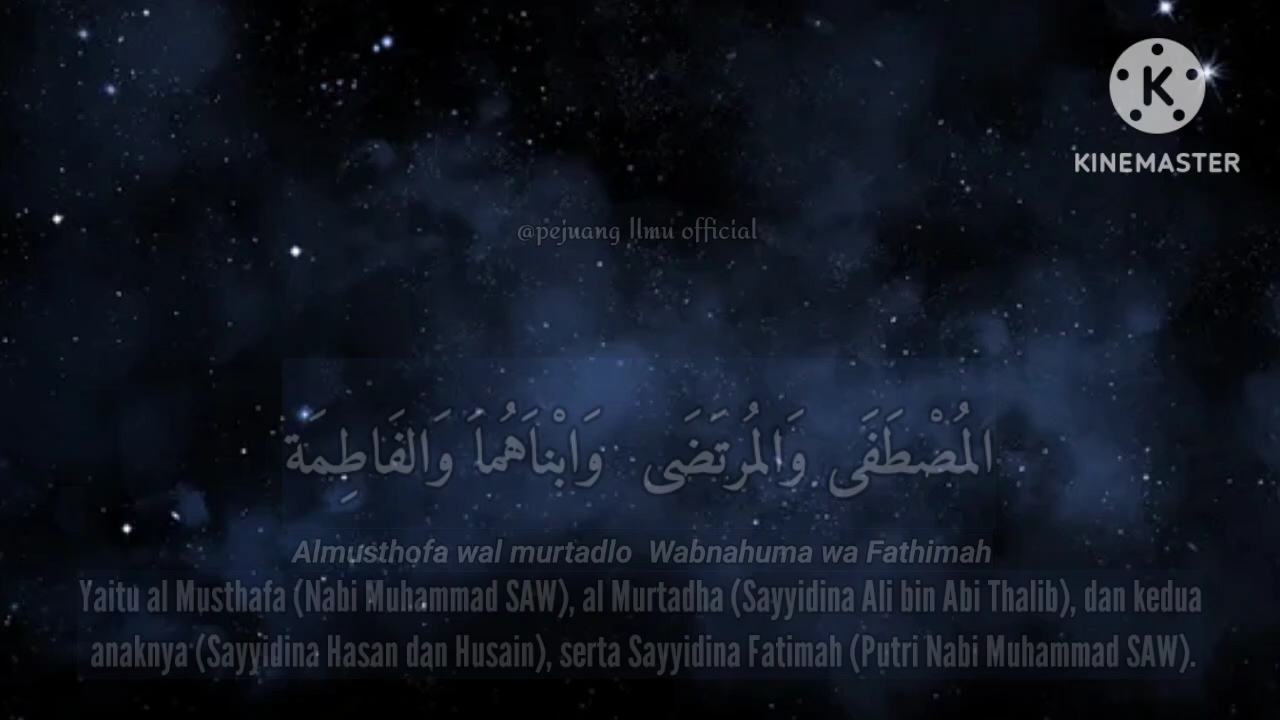 KINEMASTER
@pejuang Ilmu official
المُصْطَفَى وَالمُرْتَضَى وَابْنَاهُمَا وَالفَاطِمَة
Almusthofa wal murtadlo Wabnahuma wa Fathimah
Yaitu al Musthafa (Nabi Muhammad SAW), al Murtadha (Sayyidina Ali bin Abi Thalib), dan kedua
anaknya (Sayyidina Hasan dan Husain), serta Sayyidina Fatimah (Putri Nabi Muhammad SAW).